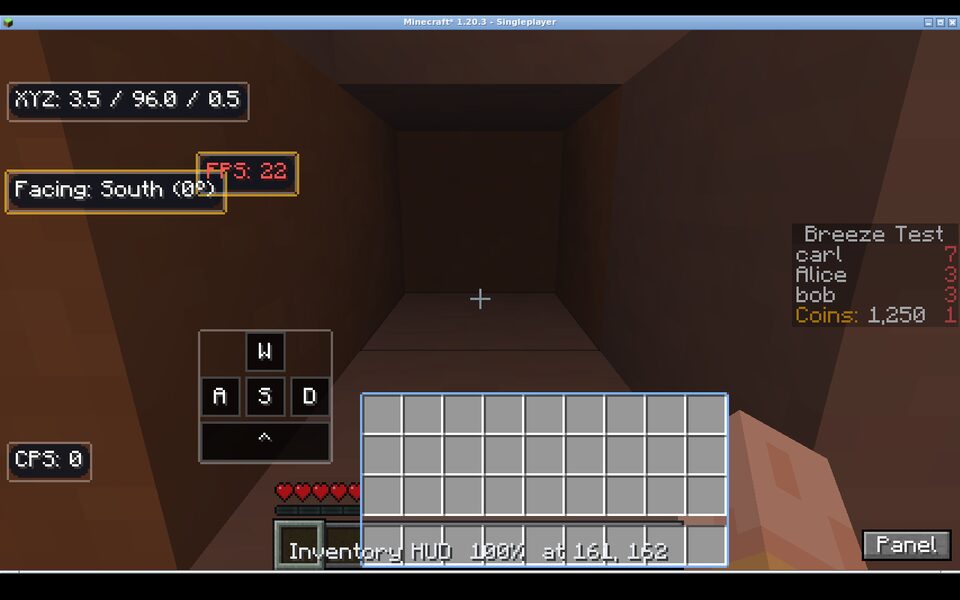 Minecraft* 1.20.3 - Singleplayer
XYZ: 3.5 / 96.0 / 0.5
FPS: 22
Facing: South (0°)
Breeze Test
carl 7
Alice 3
bob 3
Coins: 1,250 1
W
A S D
^
CPS: 0
Inventory HUD 100% at 161, 162
Panel